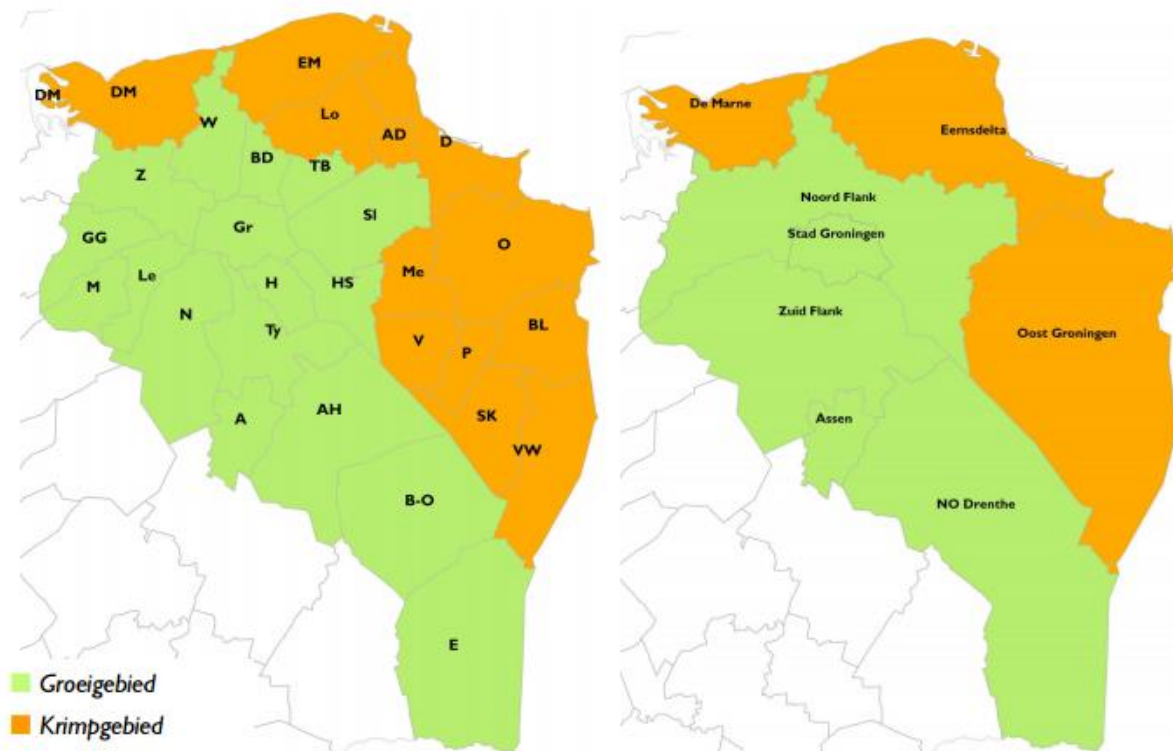 DM
DM
EM
W
Lo
AD
D
BD
TB
Z
Sl
Gr
GG
O
Le
H
HS
Me
M
N
Ty
V
P
BL
A
AH
SK
VW
B-O
E
Groeigebied
Krimpgebied
De Marne
Eemsdelta
Noord Flank
Stad Groningen
Zuid Flank
Oost Groningen
Assen
NO Drenthe